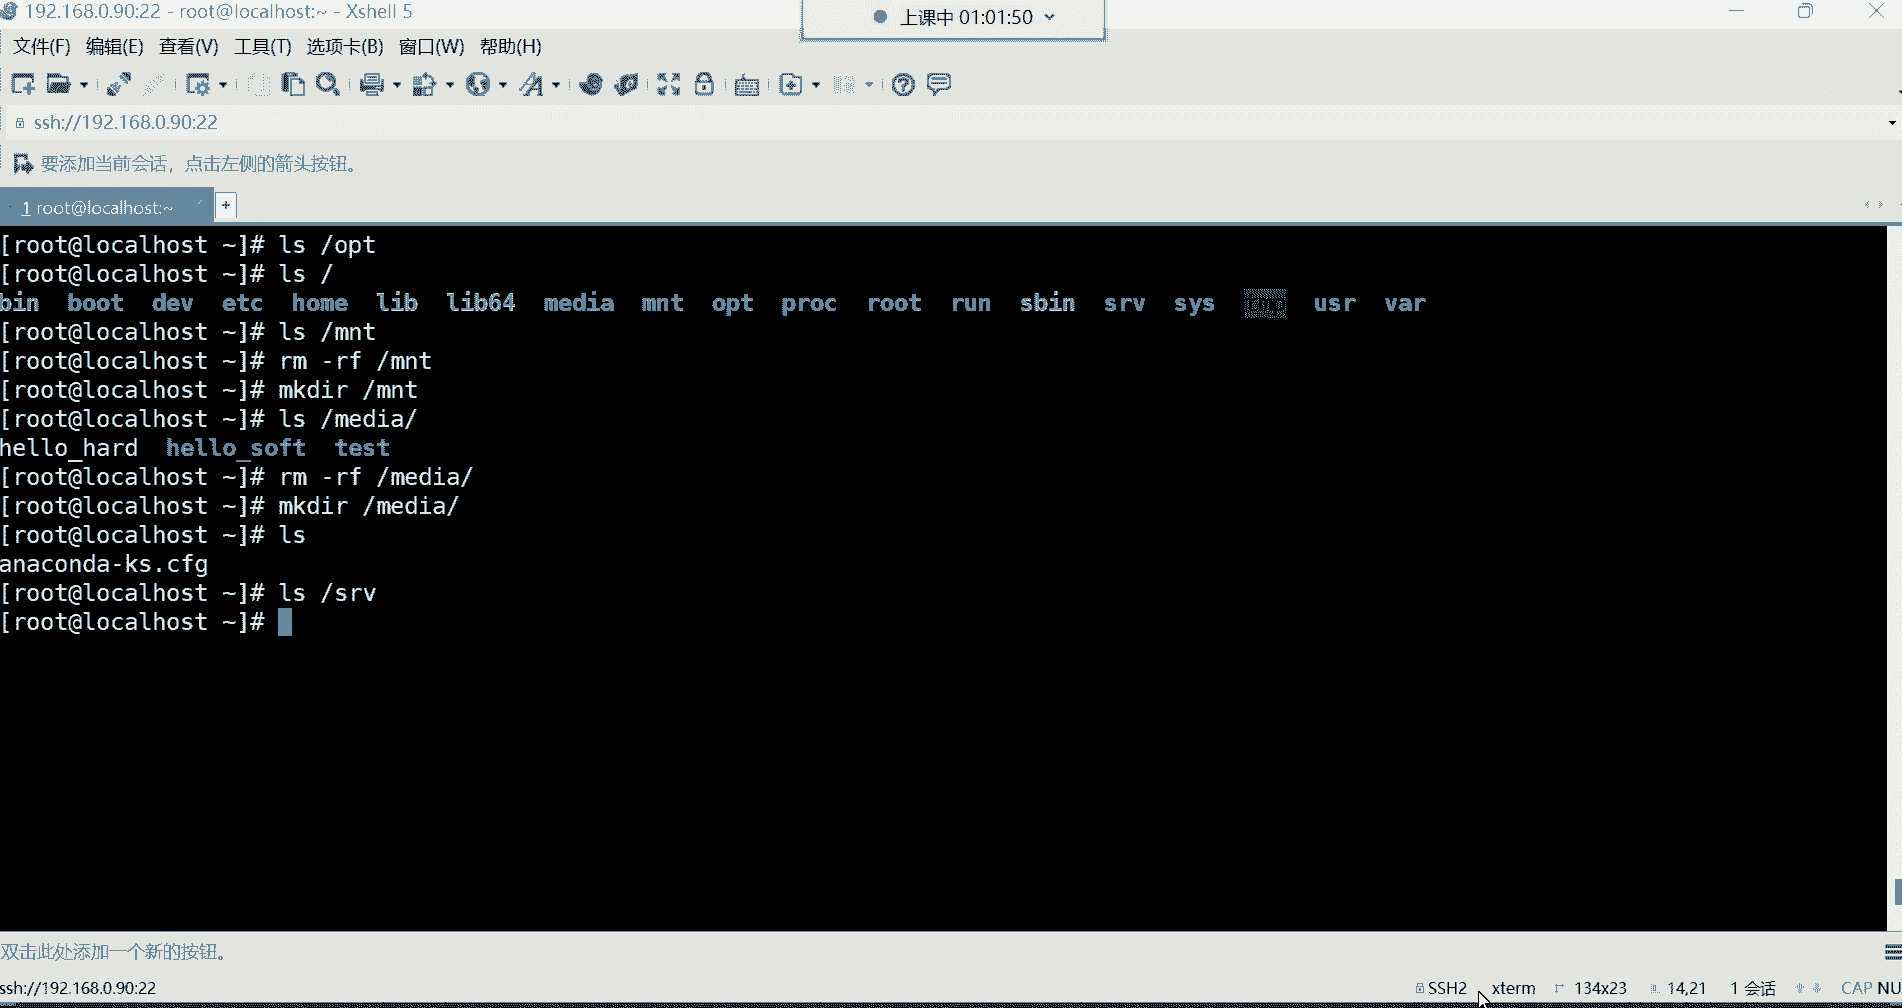 192.168.0.90:22 - root@localhost:~ - Xshell 5
上课中 01:01:50
文件(F) 编辑(E) 查看(V) 工具(T) 选项卡(B) 窗口(W) 帮助(H)
ssh://192.168.0.90:22
要添加当前会话，点击左侧的箭头按钮。
1 root@localhost:~
[root@localhost ~]# ls /opt
[root@localhost ~]# ls /
bin boot dev etc home lib lib64 media mnt opt proc root run sbin srv sys tmp usr var
[root@localhost ~]# ls /mnt
[root@localhost ~]# rm -rf /mnt
[root@localhost ~]# mkdir /mnt
[root@localhost ~]# ls /media/
hello_hard hello_soft test
[root@localhost ~]# rm -rf /media/
[root@localhost ~]# mkdir /media/
[root@localhost ~]# ls
anaconda-ks.cfg
[root@localhost ~]# ls /srv
[root@localhost ~]#
双击此处添加一个新的按钮。
ssh://192.168.0.90:22 SSH2 xterm 134x23 14,21 1 会话 CAP NU